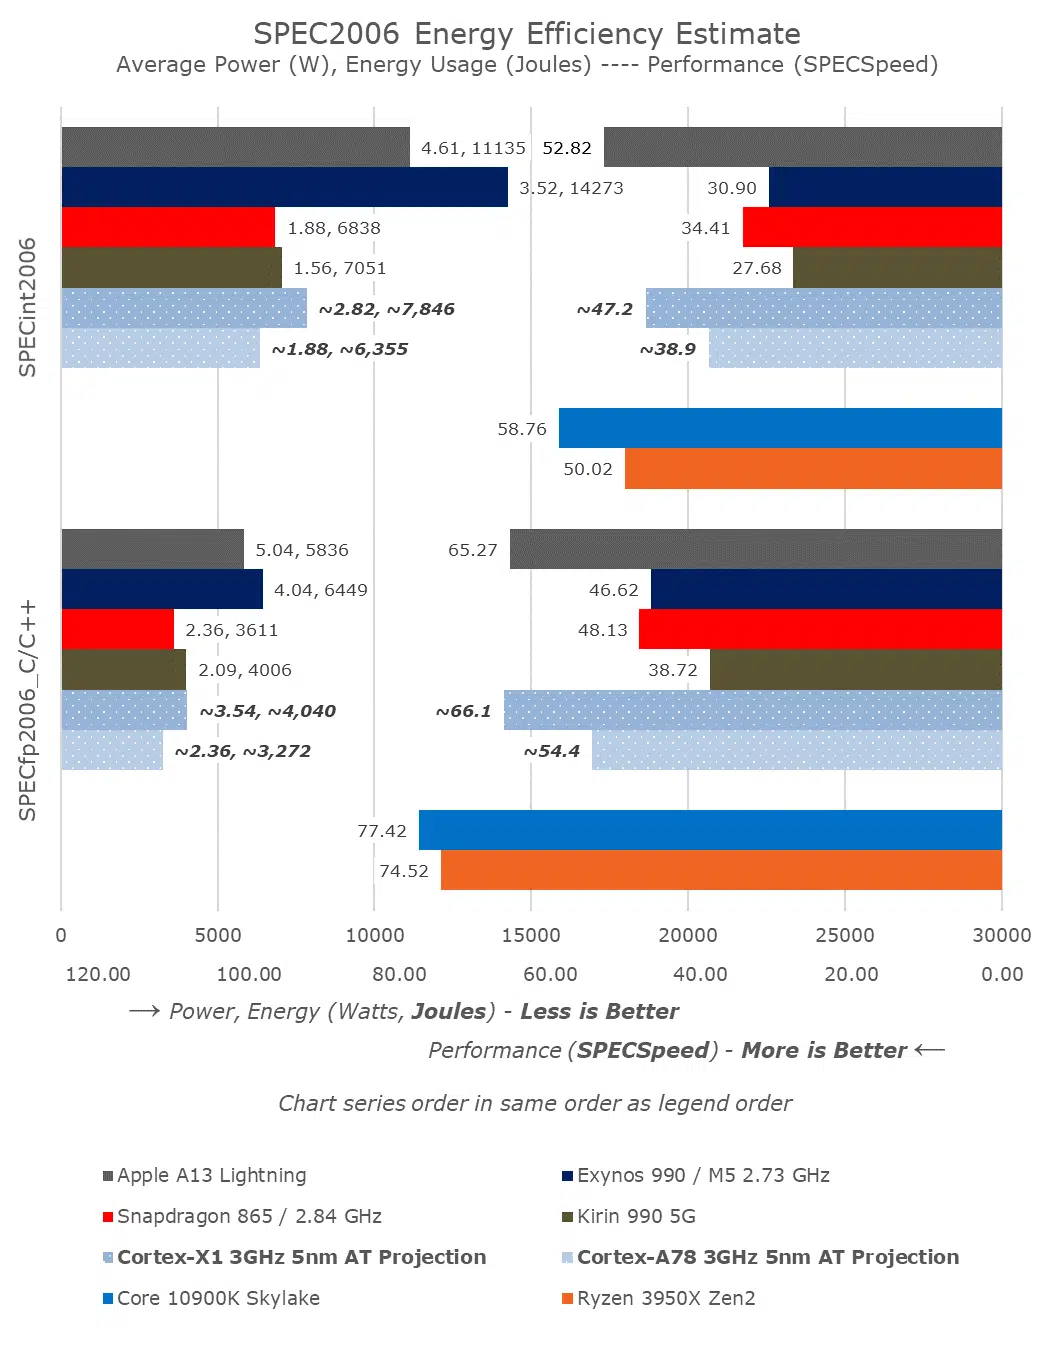 SPEC2006 Energy Efficiency Estimate
Average Power (W), Energy Usage (Joules) ---- Performance (SPECSpeed)
SPECint2006
4.61, 11135 52.82
3.52, 14273 30.90
1.88, 6838 34.41
1.56, 7051 27.68
~2.82, ~7,846 ~47.2
~1.88, ~6,355 ~38.9
58.76
50.02
SPECfp2006_C/C++
5.04, 5836 65.27
4.04, 6449 46.62
2.36, 3611 48.13
2.09, 4006 38.72
~3.54, ~4,040 ~66.1
~2.36, ~3,272 ~54.4
77.42
74.52
0 5000 10000 15000 20000 25000 30000
120.00 100.00 80.00 60.00 40.00 20.00 0.00
→ Power, Energy (Watts, Joules) - Less is Better
Performance (SPECSpeed) - More is Better ←
Chart series order in same order as legend order
Apple A13 Lightning Exynos 990 / M5 2.73 GHz
Snapdragon 865 / 2.84 GHz Kirin 990 5G
Cortex-X1 3GHz 5nm AT Projection Cortex-A78 3GHz 5nm AT Projection
Core 10900K Skylake Ryzen 3950X Zen2